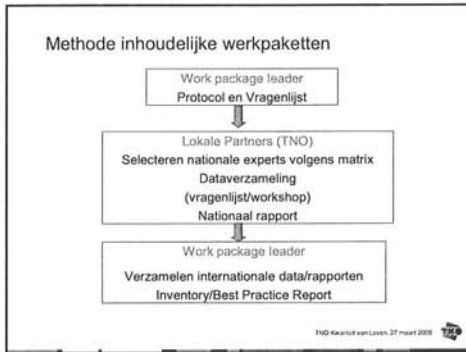 Methode inhoudelijke werkpaketten
Work package leader
Protocol en Vragenlijst
Lokale Partners (TNO)
Selecteren nationale experts volgens matrix
Dataverzameling
(vragenlijst/workshop)
Nationaal rapport
Work package leader
Verzamelen internationale data/rapporten
Inventory/Best Practice Report
TNO Kwaliteit van Leven, 27 maart 2008
TNO